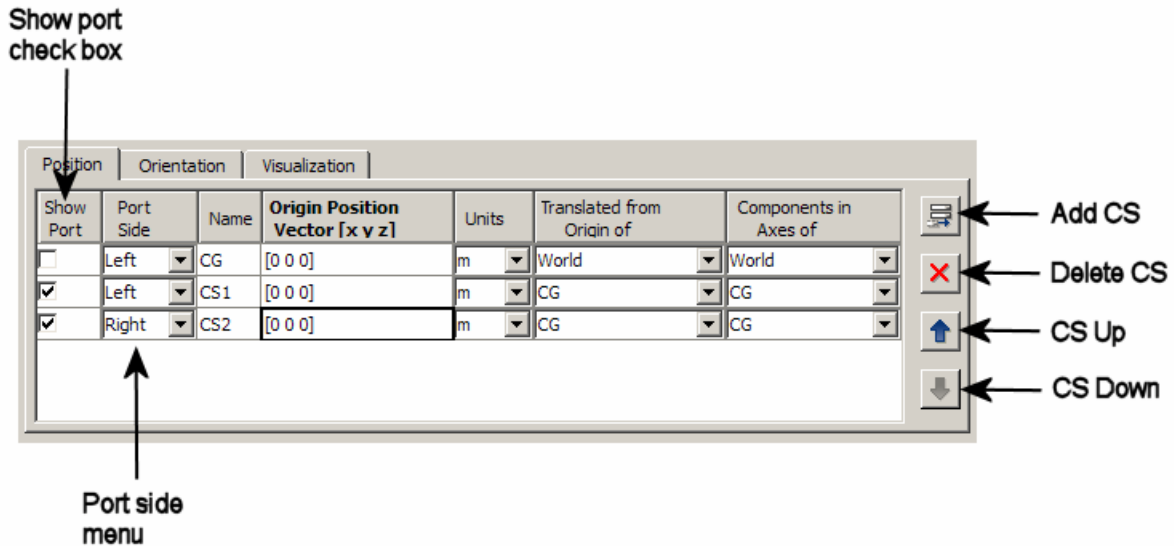 Show port
check box
Position Orientation Visualization
Show Port Port Side Name Origin Position Vector [x y z] Units Translated from Origin of Components in Axes of
Left CG [0 0 0] m World World
Left CS1 [0 0 0] m CG CG
Right CS2 [0 0 0] m CG CG
Add CS
Delete CS
CS Up
CS Down
Port side
menu